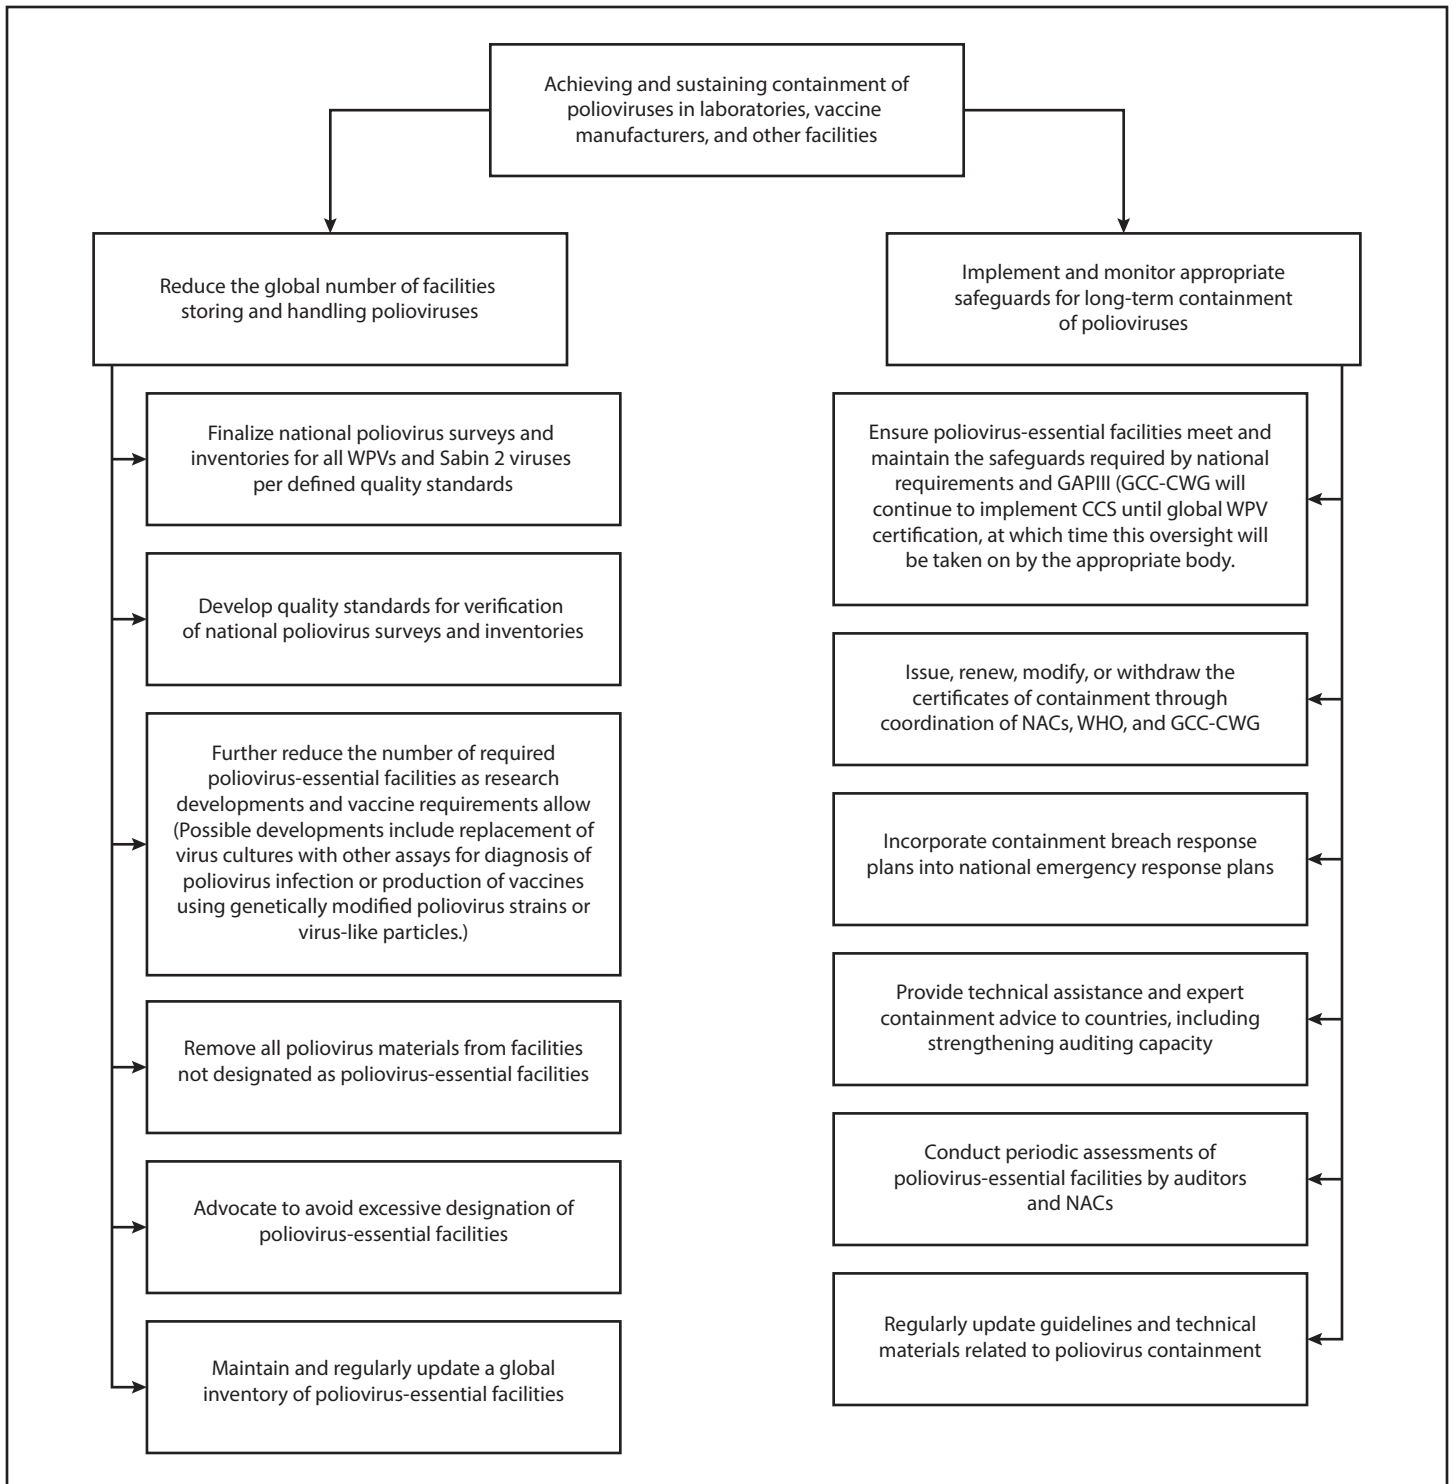 Achieving and sustaining containment of
polioviruses in laboratories, vaccine
manufacturers, and other facilities
Reduce the global number of facilities
storing and handling polioviruses
Finalize national poliovirus surveys and
inventories for all WPVs and Sabin 2 viruses
per defined quality standards
Develop quality standards for verification
of national poliovirus surveys and inventories
Further reduce the number of required
poliovirus-essential facilities as research
developments and vaccine requirements allow
(Possible developments include replacement of
virus cultures with other assays for diagnosis of
poliovirus infection or production of vaccines
using genetically modified poliovirus strains or
virus-like particles.)
Remove all poliovirus materials from facilities
not designated as poliovirus-essential facilities
Advocate to avoid excessive designation of
poliovirus-essential facilities
Maintain and regularly update a global
inventory of poliovirus-essential facilities
Implement and monitor appropriate
safeguards for long-term containment
of polioviruses
Ensure poliovirus-essential facilities meet and
maintain the safeguards required by national
requirements and GAPIII (GCC-CWG will
continue to implement CCS until global WPV
certification, at which time this oversight will
be taken on by the appropriate body.
Issue, renew, modify, or withdraw the
certificates of containment through
coordination of NACs, WHO, and GCC-CWG
Incorporate containment breach response
plans into national emergency response plans
Provide technical assistance and expert
containment advice to countries, including
strengthening auditing capacity
Conduct periodic assessments of
poliovirus-essential facilities by auditors
and NACs
Regularly update guidelines and technical
materials related to poliovirus containment